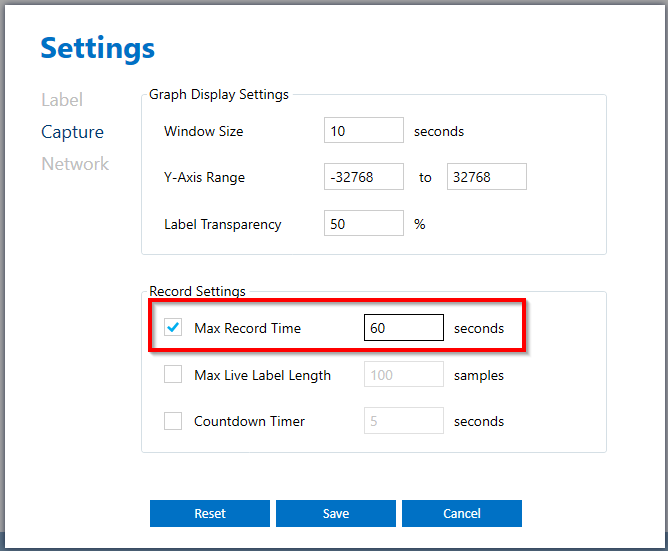 Settings
Label
Capture
Network
Graph Display Settings
Window Size 10 seconds
Y-Axis Range -32768 to 32768
Label Transparency 50 %
Record Settings
Max Record Time 60 seconds
Max Live Label Length 100 samples
Countdown Timer 5 seconds
Reset Save Cancel